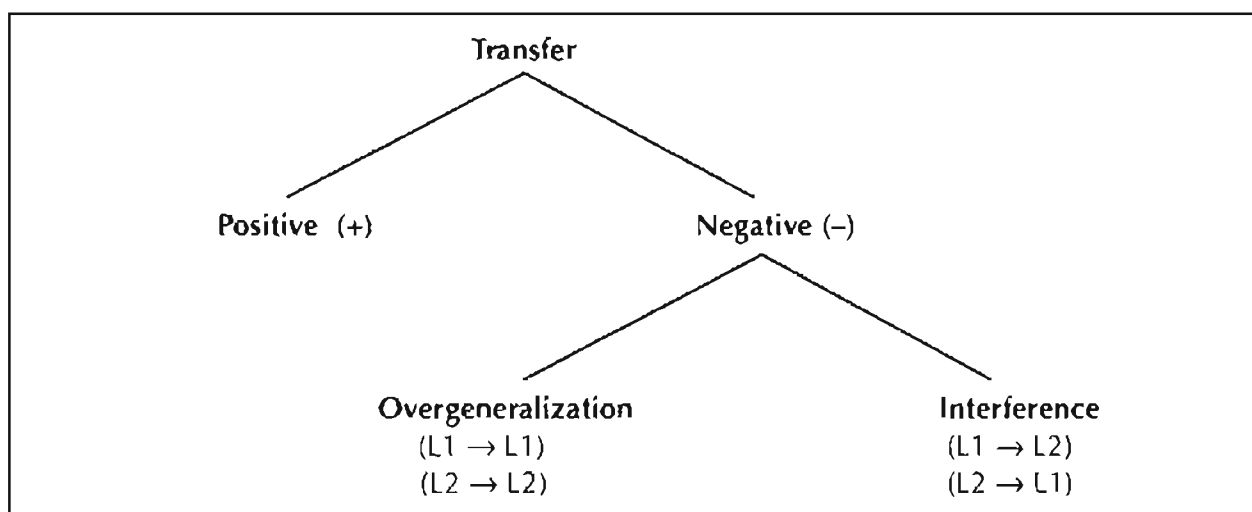 Transfer
Positive (+) Negative (–)
Overgeneralization Interference
(L1 → L1) (L1 → L2)
(L2 → L2) (L2 → L1)